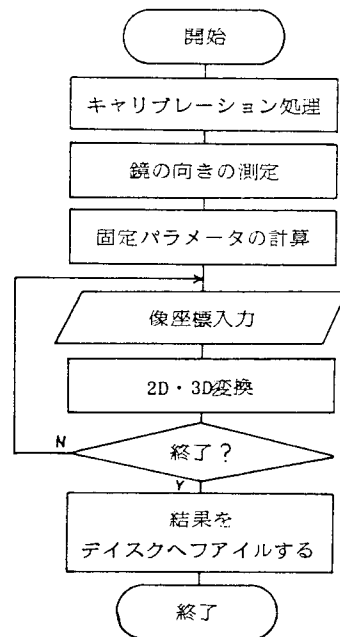 開始
キャリブレーション処理
鏡の向きの測定
固定パラメータの計算
像座標入力
2D・3D変換
N
終了？
Y
結果を
デイスクへフアイルする
終了